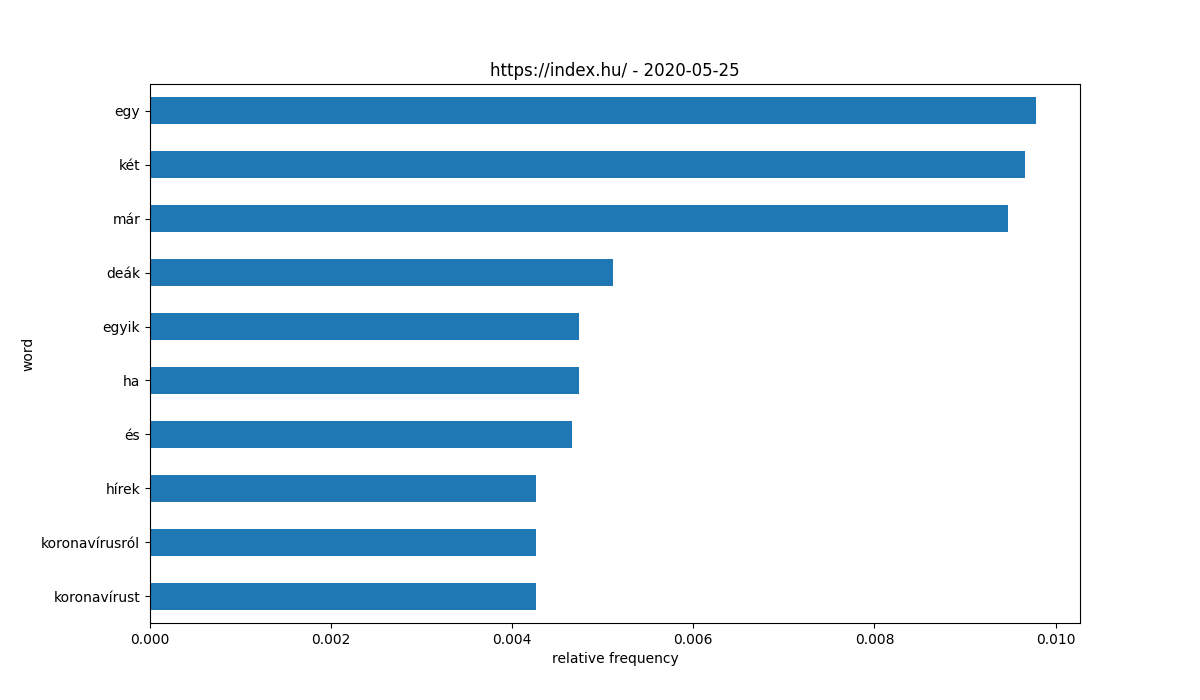 https://index.hu/ - 2020-05-25
egy
két
már
deák
egyik
ha
és
hírek
koronavírusról
koronavírust
word
0.000 0.002 0.004 0.006 0.008 0.010
relative frequency